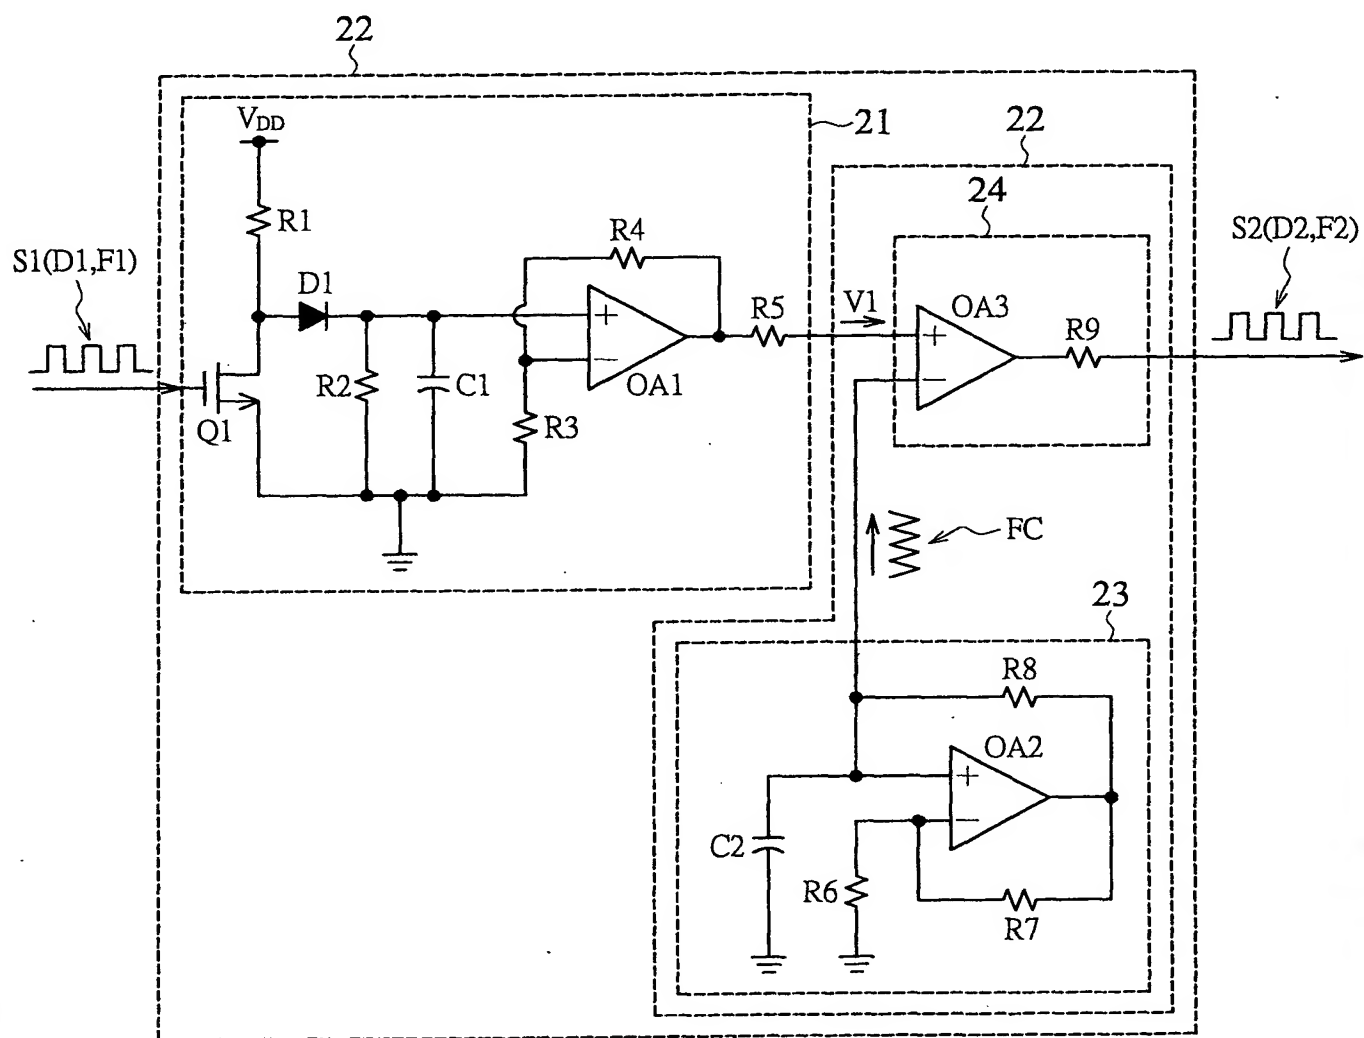 22
VDD
21
22
24
R1
R4
S1(D1,F1)
S2(D2,F2)
D1
R5
V1
OA3
R9
+
−
+
−
R2
C1
OA1
Q1
R3
FC
23
R8
OA2
+
−
C2
R6
R7